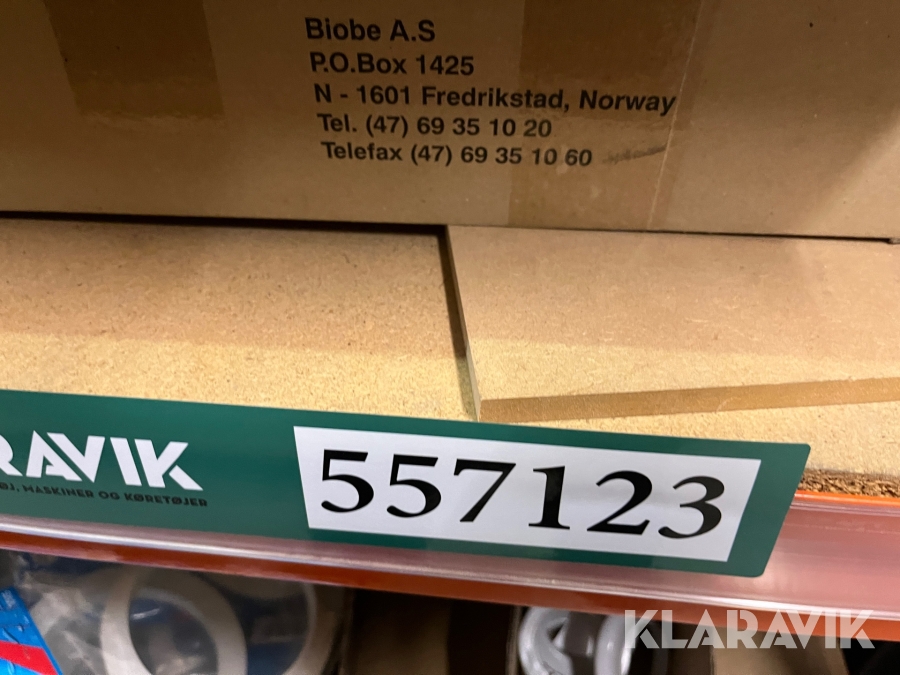 Biobe A.S
P.O.Box 1425
N - 1601 Fredrikstad, Norway
Tel. (47) 69 35 10 20
Telefax (47) 69 35 10 60
RAVIK
ØJ, MASKINER OG KØRETØJER
557123
KLARAVIK